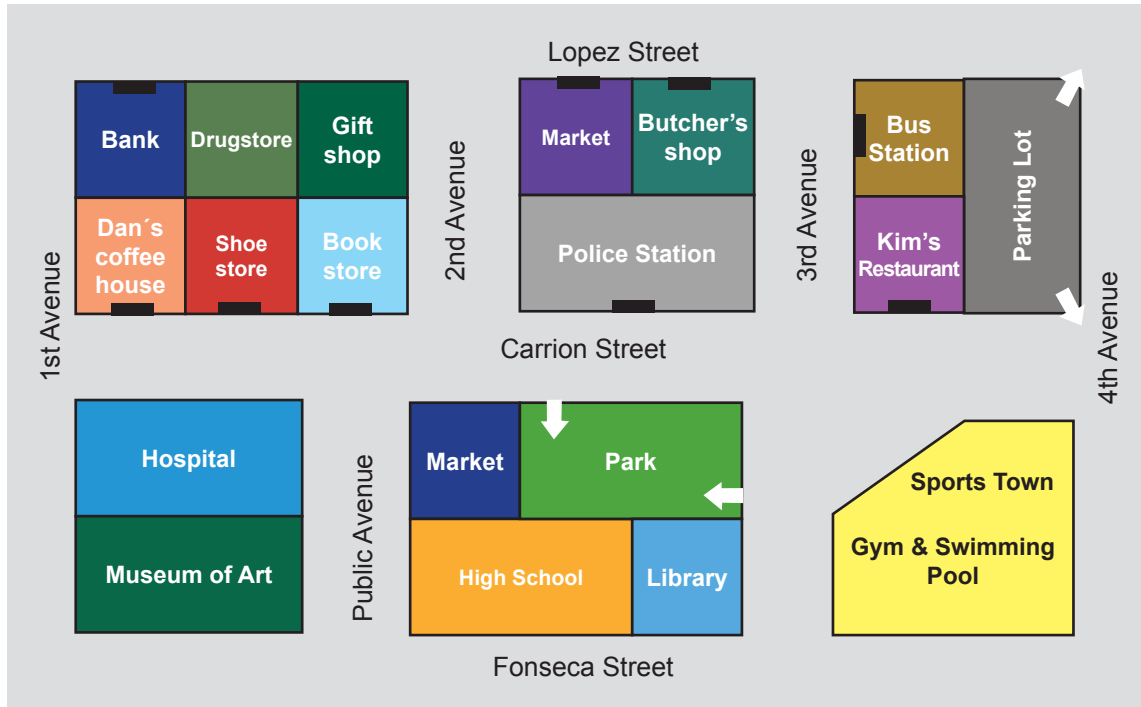 Lopez Street
Bank
Drugstore
Gift
shop
Market
Butcher's
shop
Bus
Station
Parking Lot
1st Avenue
2nd Avenue
3rd Avenue
4th Avenue
Dan´s
coffee
house
Shoe
store
Book
store
Police Station
Kim's
Restaurant
Carrion Street
Hospital
Public Avenue
Market
Park
Sports Town
Museum of Art
High School
Library
Gym & Swimming
Pool
Fonseca Street